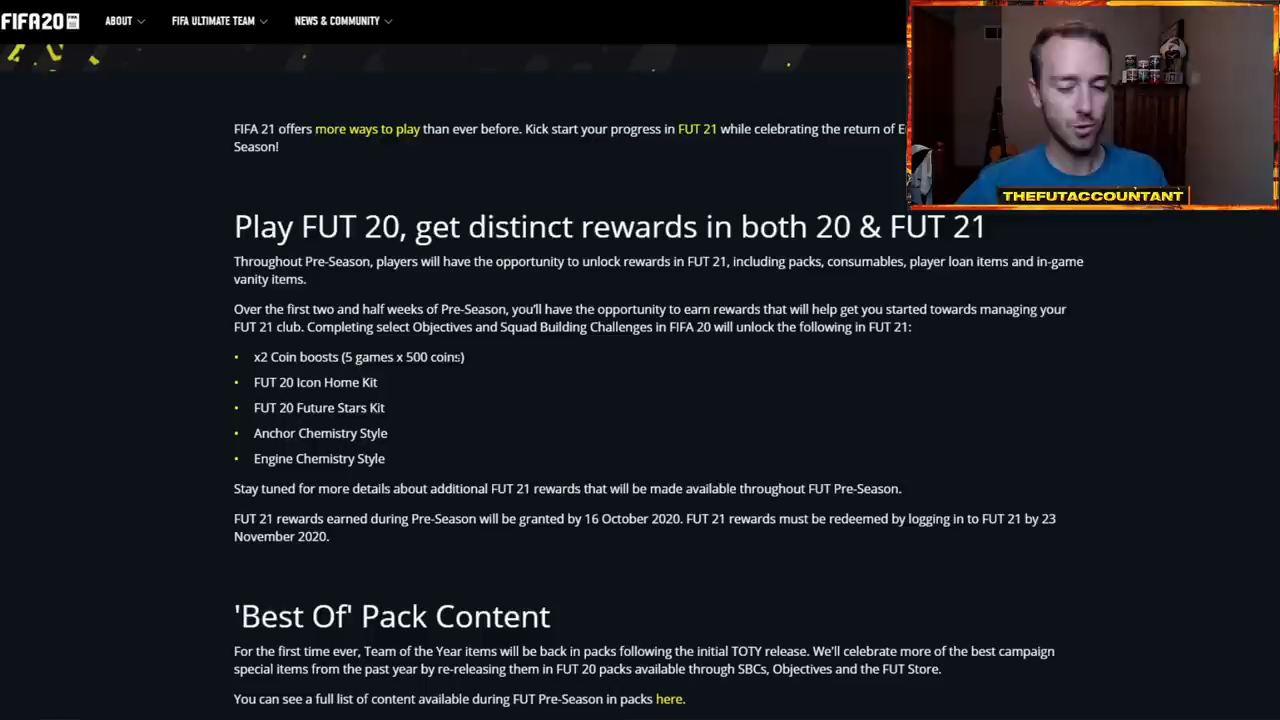 FIFA20
ABOUT
FIFA ULTIMATE TEAM
NEWS & COMMUNITY
THEFUTACCOUNTANT
FIFA 21 offers more ways to play than ever before. Kick start your progress in FUT 21 while celebrating the return of
Season!
Play FUT 20, get distinct rewards in both 20 & FUT 21
Throughout Pre-Season, players will have the opportunity to unlock rewards in FUT 21, including packs, consumables, player loan items and in-game
vanity items.
Over the first two and half weeks of Pre-Season, you'll have the opportunity to earn rewards that will help get you started towards managing your
FUT 21 club. Completing select Objectives and Squad Building Challenges in FIFA 20 will unlock the following in FUT 21:
• x2 Coin boosts (5 games x 500 coins)
• FUT 20 Icon Home Kit
• FUT 20 Future Stars Kit
• Anchor Chemistry Style
• Engine Chemistry Style
Stay tuned for more details about additional FUT 21 rewards that will be made available throughout FUT Pre-Season.
FUT 21 rewards earned during Pre-Season will be granted by 16 October 2020. FUT 21 rewards must be redeemed by logging in to FUT 21 by 23
November 2020.
'Best Of' Pack Content
For the first time ever, Team of the Year items will be back in packs following the initial TOTY release. We'll celebrate more of the best campaign
special items from the past year by re-releasing them in FUT 20 packs available through SBCs, Objectives and the FUT Store.
You can see a full list of content available during FUT Pre-Season in packs here.